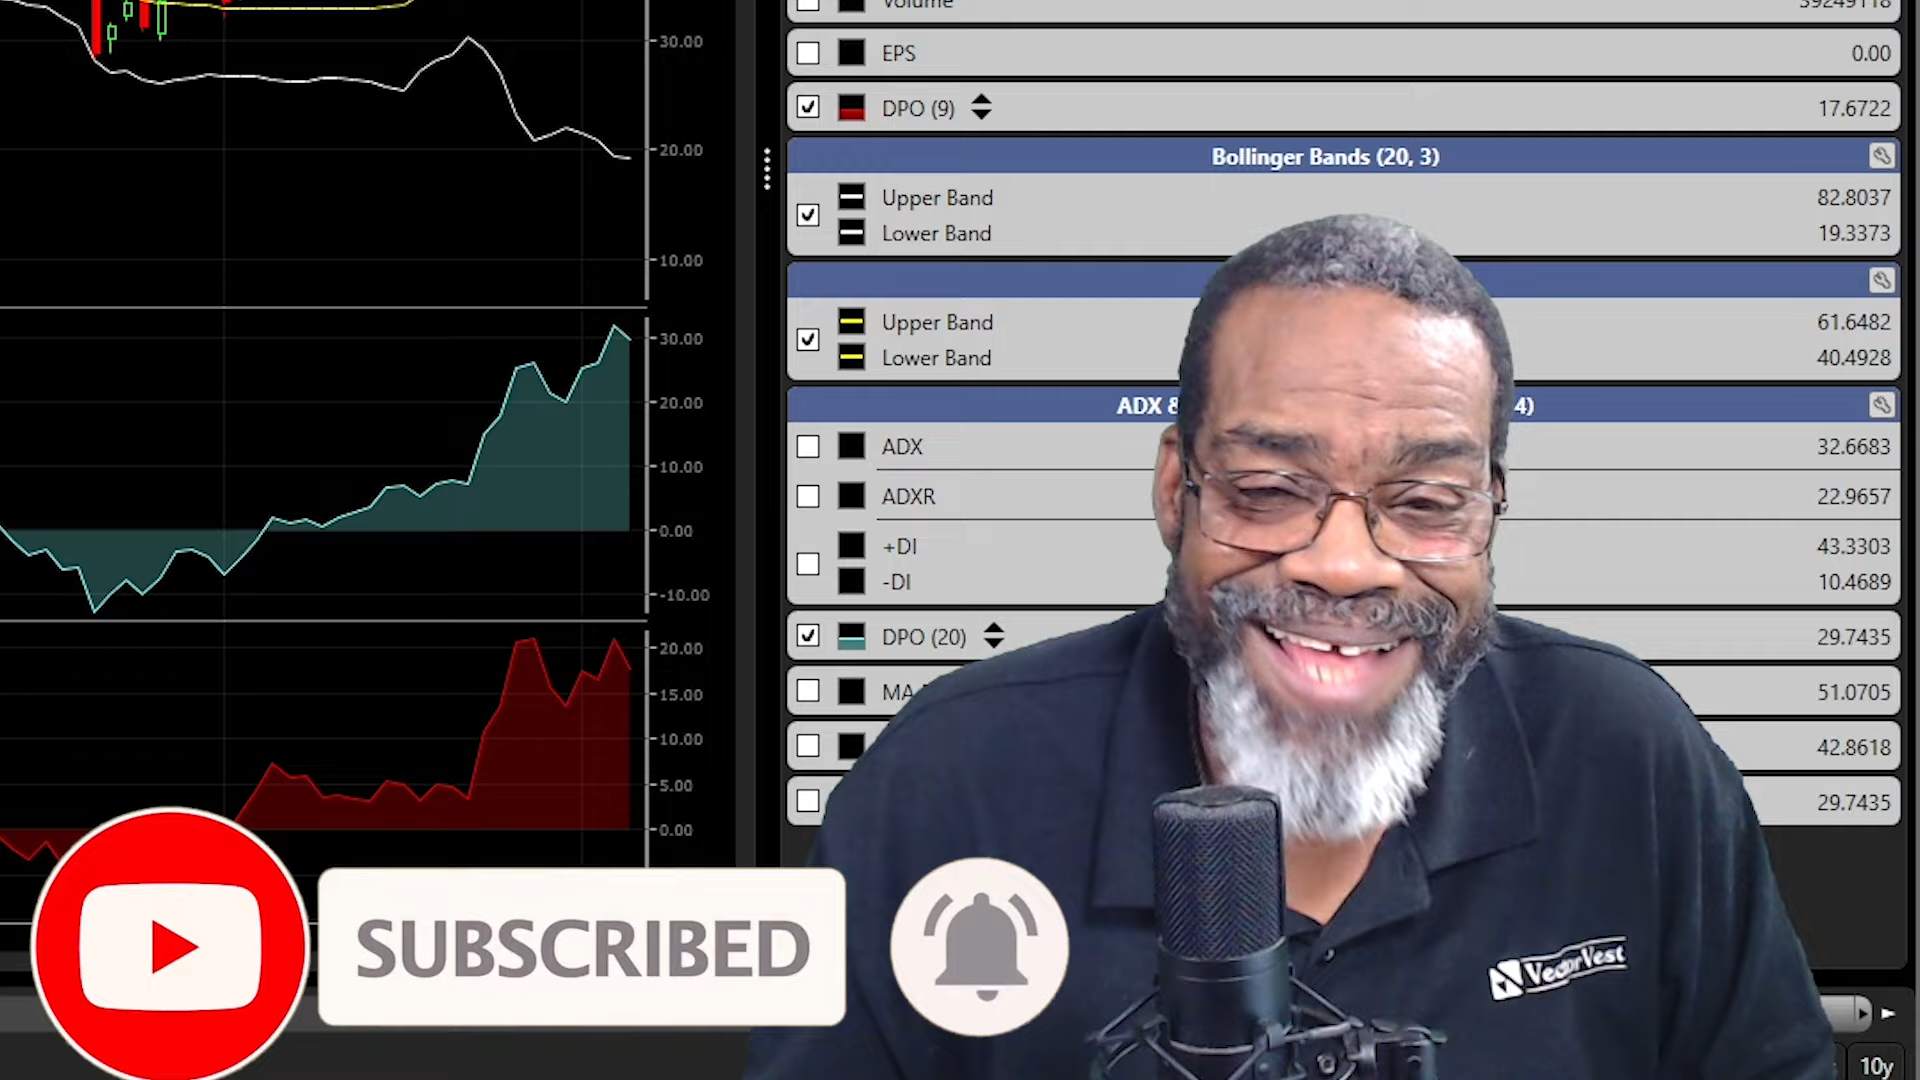 Volume 39249118
EPS 0.00
DPO (9) 17.6722
Bollinger Bands (20, 3)
Upper Band 82.8037
Lower Band 19.3373
Upper Band 61.6482
Lower Band 40.4928
ADX & 4)
ADX 32.6683
ADXR 22.9657
+DI 43.3303
-DI 10.4689
DPO (20) 29.7435
MA 51.0705
42.8618
29.7435
30.00
20.00
10.00
30.00
20.00
10.00
0.00
-10.00
20.00
15.00
10.00
5.00
0.00
SUBSCRIBED
VectorVest
10y